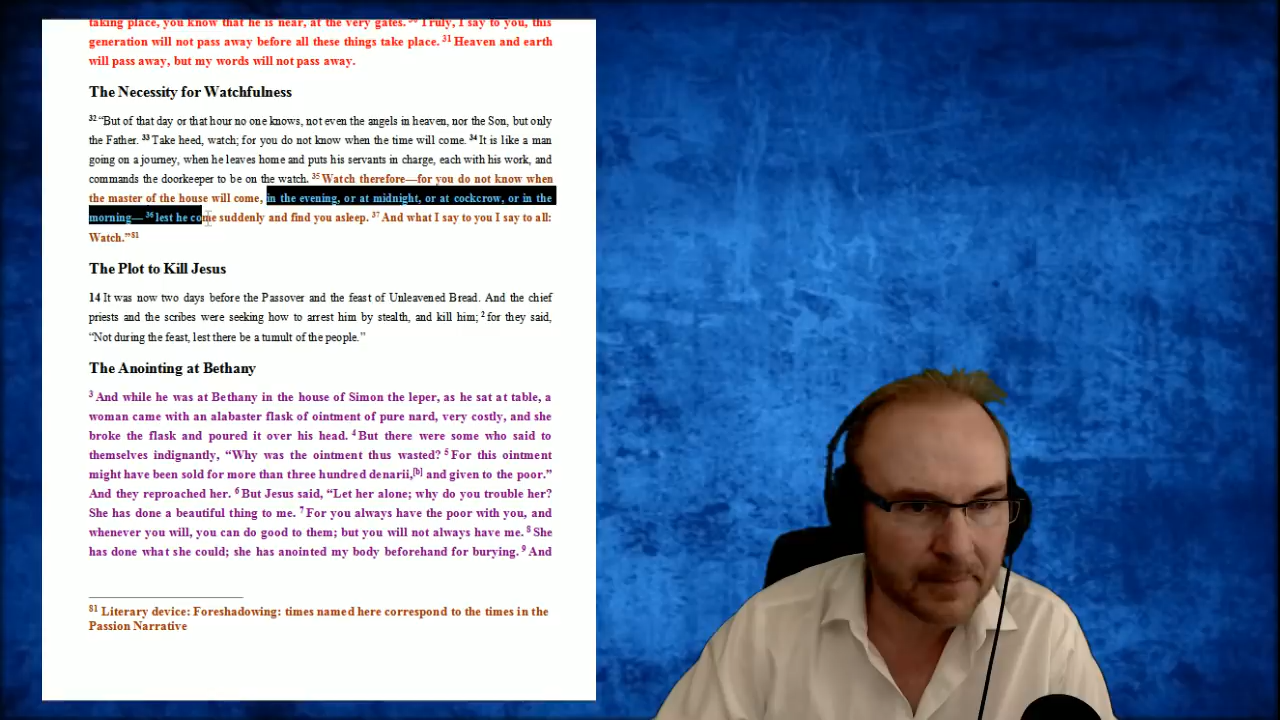 taking place, you know that he is near, at the very gates. 30 Truly, I say to you, this
generation will not pass away before all these things take place. 31 Heaven and earth
will pass away, but my words will not pass away.
The Necessity for Watchfulness
32 “But of that day or that hour no one knows, not even the angels in heaven, nor the Son, but only
the Father. 33 Take heed, watch; for you do not know when the time will come. 34 It is like a man
going on a journey, when he leaves home and puts his servants in charge, each with his work, and
commands the doorkeeper to be on the watch. 35 Watch therefore—for you do not know when
the master of the house will come, in the evening, or at midnight, or at cockcrow, or in the
morning— 36 lest he come suddenly and find you asleep. 37 And what I say to you I say to all:
Watch.”81
The Plot to Kill Jesus
14 It was now two days before the Passover and the feast of Unleavened Bread. And the chief
priests and the scribes were seeking how to arrest him by stealth, and kill him; 2 for they said,
“Not during the feast, lest there be a tumult of the people.”
The Anointing at Bethany
3 And while he was at Bethany in the house of Simon the leper, as he sat at table, a
woman came with an alabaster flask of ointment of pure nard, very costly, and she
broke the flask and poured it over his head. 4 But there were some who said to
themselves indignantly, “Why was the ointment thus wasted? 5 For this ointment
might have been sold for more than three hundred denarii,[b] and given to the poor.”
And they reproached her. 6 But Jesus said, “Let her alone; why do you trouble her?
She has done a beautiful thing to me. 7 For you always have the poor with you, and
whenever you will, you can do good to them; but you will not always have me. 8 She
has done what she could; she has anointed my body beforehand for burying. 9 And
81 Literary device: Foreshadowing: times named here correspond to the times in the
Passion Narrative